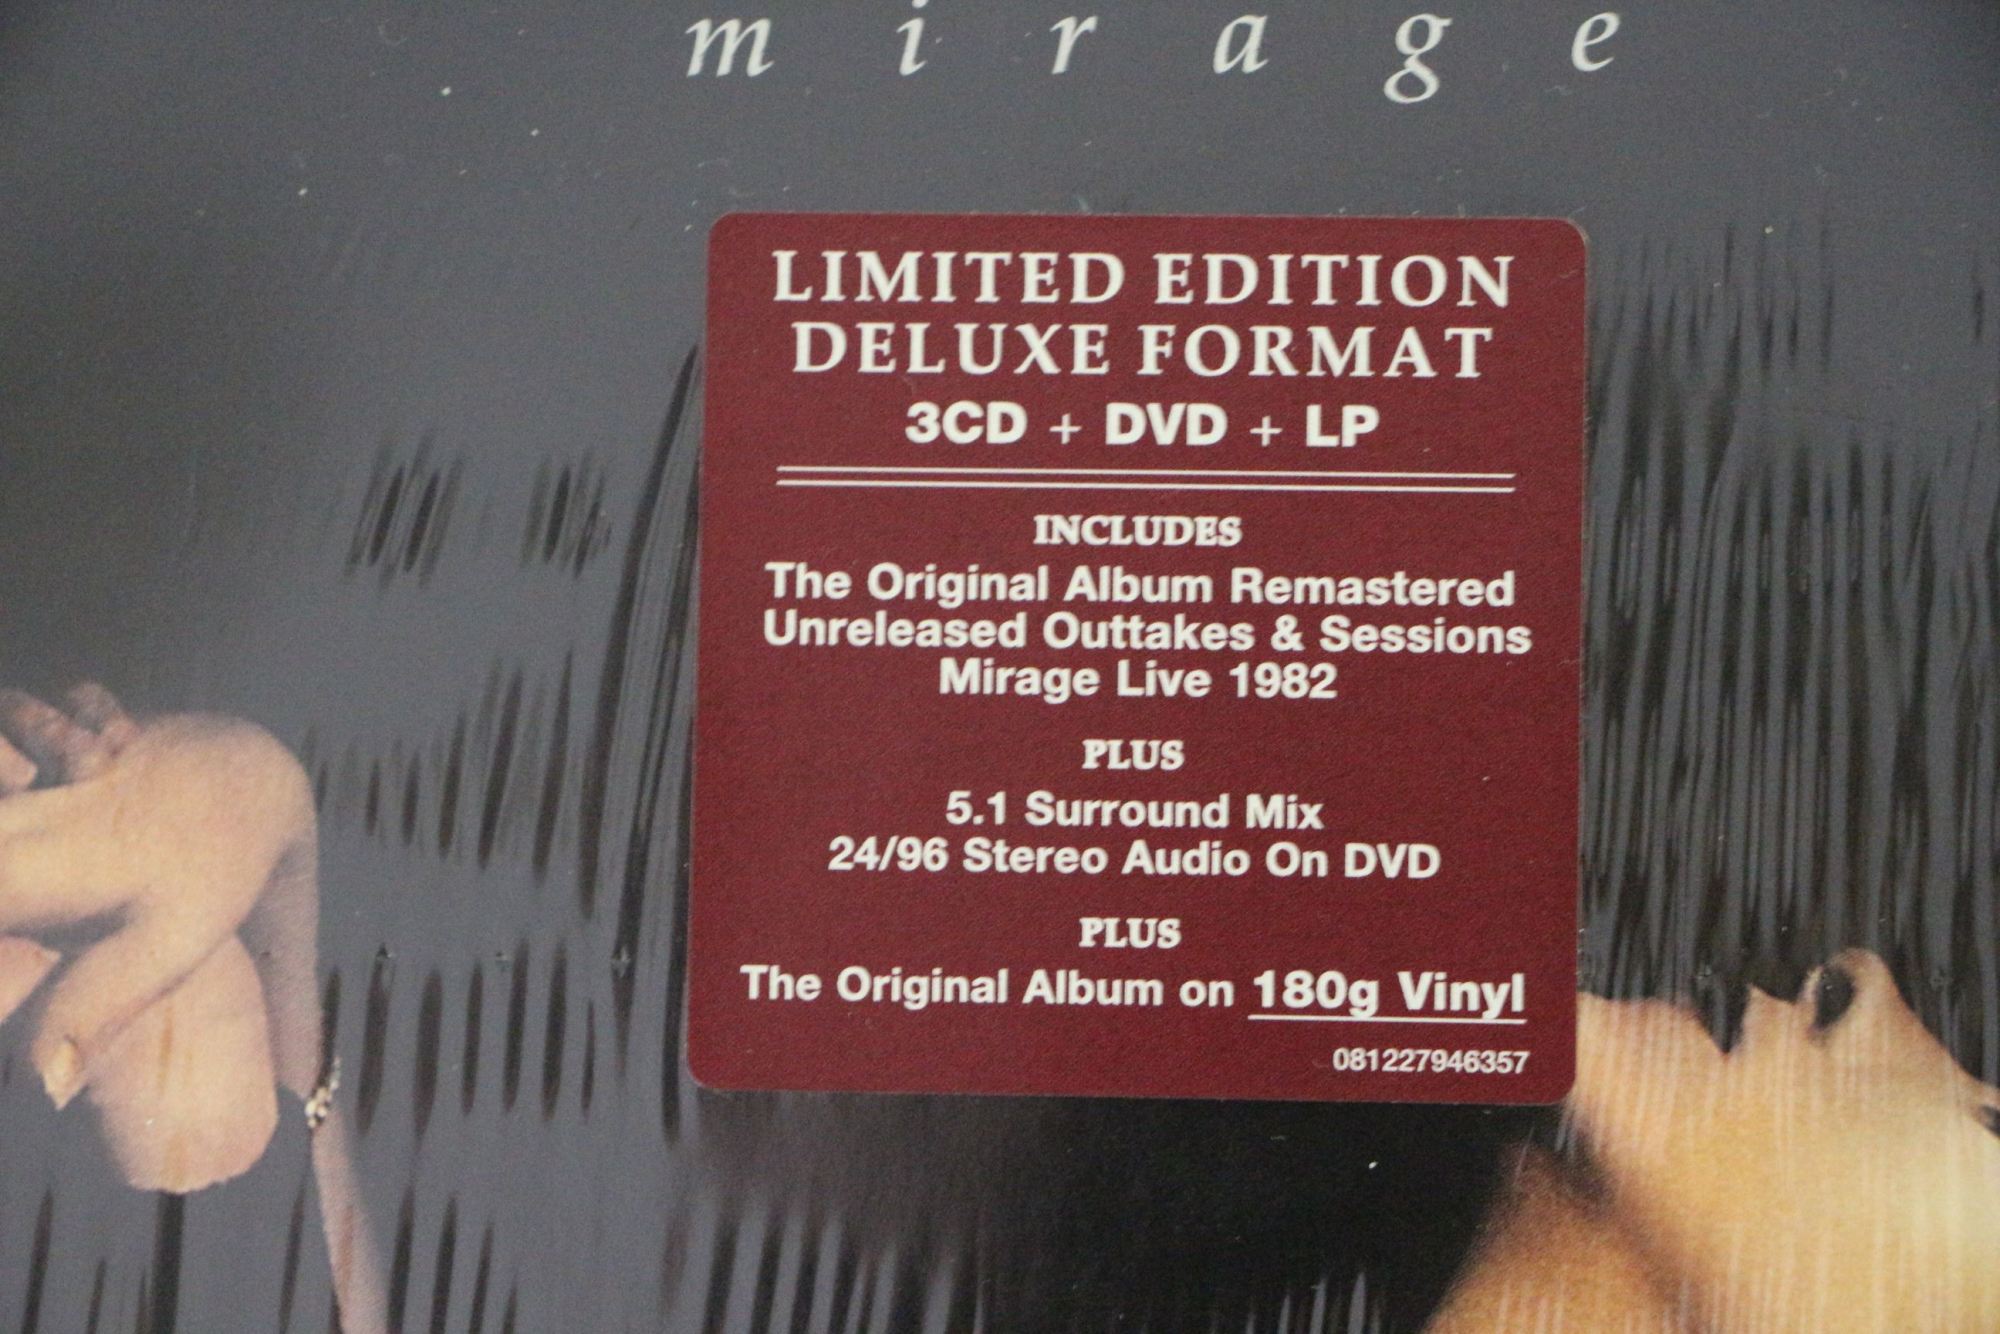 mirage
LIMITED EDITION
DELUXE FORMAT
3CD + DVD + LP
INCLUDES
The Original Album Remastered
Unreleased Outtakes & Sessions
Mirage Live 1982
PLUS
5.1 Surround Mix
24/96 Stereo Audio On DVD
PLUS
The Original Album on 180g Vinyl
081227946357